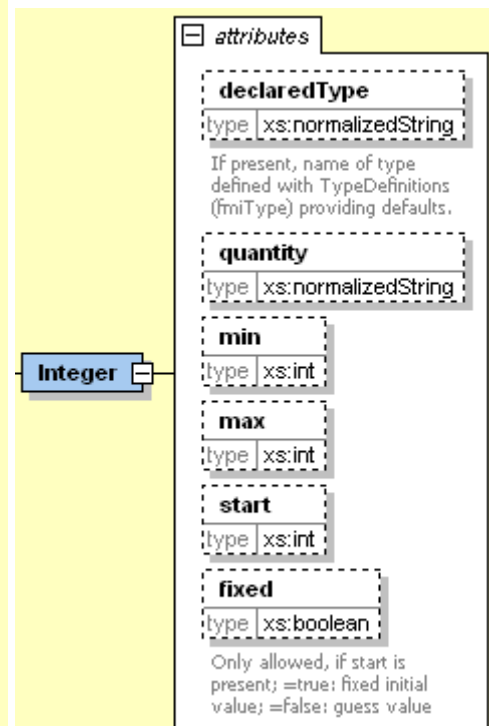 attributes
declaredType
type xs:normalizedString
If present, name of type
defined with TypeDefinitions
(fmiType) providing defaults.
quantity
type xs:normalizedString
min
type xs:int
Integer
max
type xs:int
start
type xs:int
fixed
type xs:boolean
Only allowed, if start is
present; =true: fixed initial
value; =false: guess value